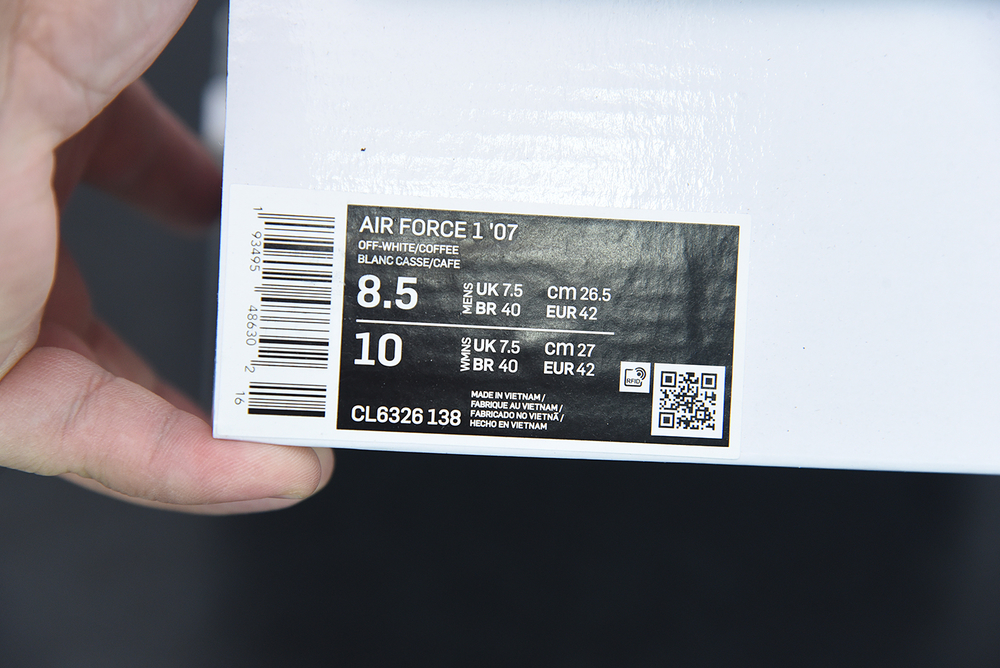 AIR FORCE 1 '07
OFF-WHITE/COFFEE
BLANC CASSE/CAFE
8.5
MENS
UK 7.5 cm 26.5
BR 40 EUR 42
10
WMNS
UK 7.5 cm 27
BR 40 EUR 42
RFID
MADE IN VIETNAM /
FABRIQUE AU VIETNAM /
FABRICADO NO VIETNÃ /
HECHO EN VIETNAM
CL6326 138
1 93495 48630 2 16